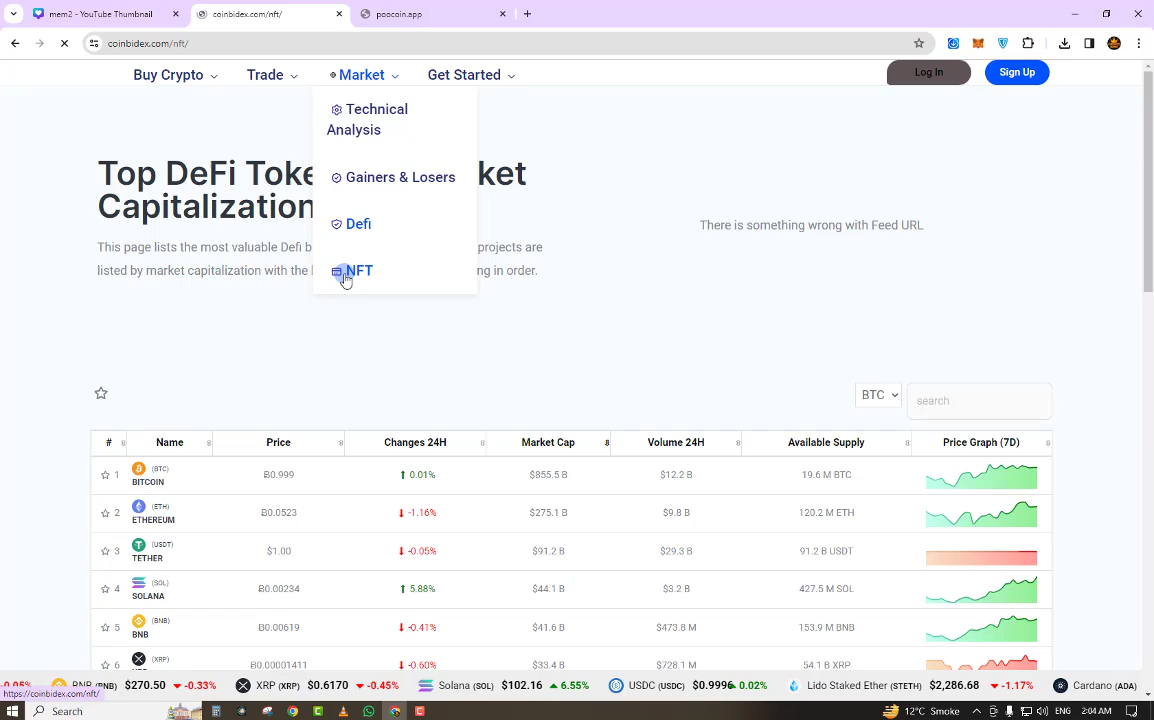 mem2 - YouTube Thumbnail
coinbidex.com/nft/
poocoin.app
coinbidex.com/nft/
Buy Crypto
Trade
Market
Get Started
Log In
Sign Up
Technical
Analysis
Gainers & Losers
Defi
NFT
Top DeFi Toke
ket
Capitalization
This page lists the most valuable Defi b
projects are
listed by market capitalization with the
ng in order.
There is something wrong with Feed URL
BTC
search
# Name Price Changes 24H Market Cap Volume 24H Available Supply Price Graph (7D)
1 (BTC) BITCOIN Ƀ0.999 0.01% $855.5 B $12.2 B 19.6 M BTC
2 (ETH) ETHEREUM Ƀ0.0523 -1.16% $275.1 B $9.8 B 120.2 M ETH
3 (USDT) TETHER $1.00 -0.05% $91.2 B $29.3 B 91.2 B USDT
4 (SOL) SOLANA Ƀ0.00234 5.88% $44.1 B $3.2 B 427.5 M SOL
5 (BNB) BNB Ƀ0.00619 -0.41% $41.6 B $473.8 M 153.9 M BNB
6 (XRP) Ƀ0.00001411 -0.60% $33.4 B $728.1 M 54.1 B XRP
-0.05% BNB (BNB) $270.50 -0.33% XRP (XRP) $0.6170 -0.45% Solana (SOL) $102.16 6.55% USDC (USDC) $0.9996 0.02% Lido Staked Ether (STETH) $2,286.68 -1.17% Cardano (ADA)
https://coinbidex.com/nft/
Search
12°C Smoke
ENG
2:04 AM